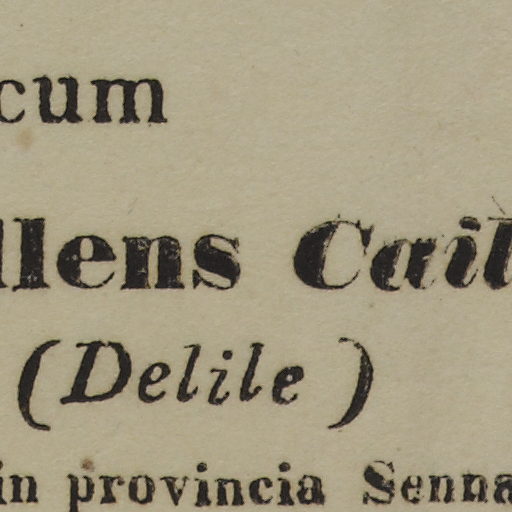 cum
llens Cail
(Delile)
in provincia Senna